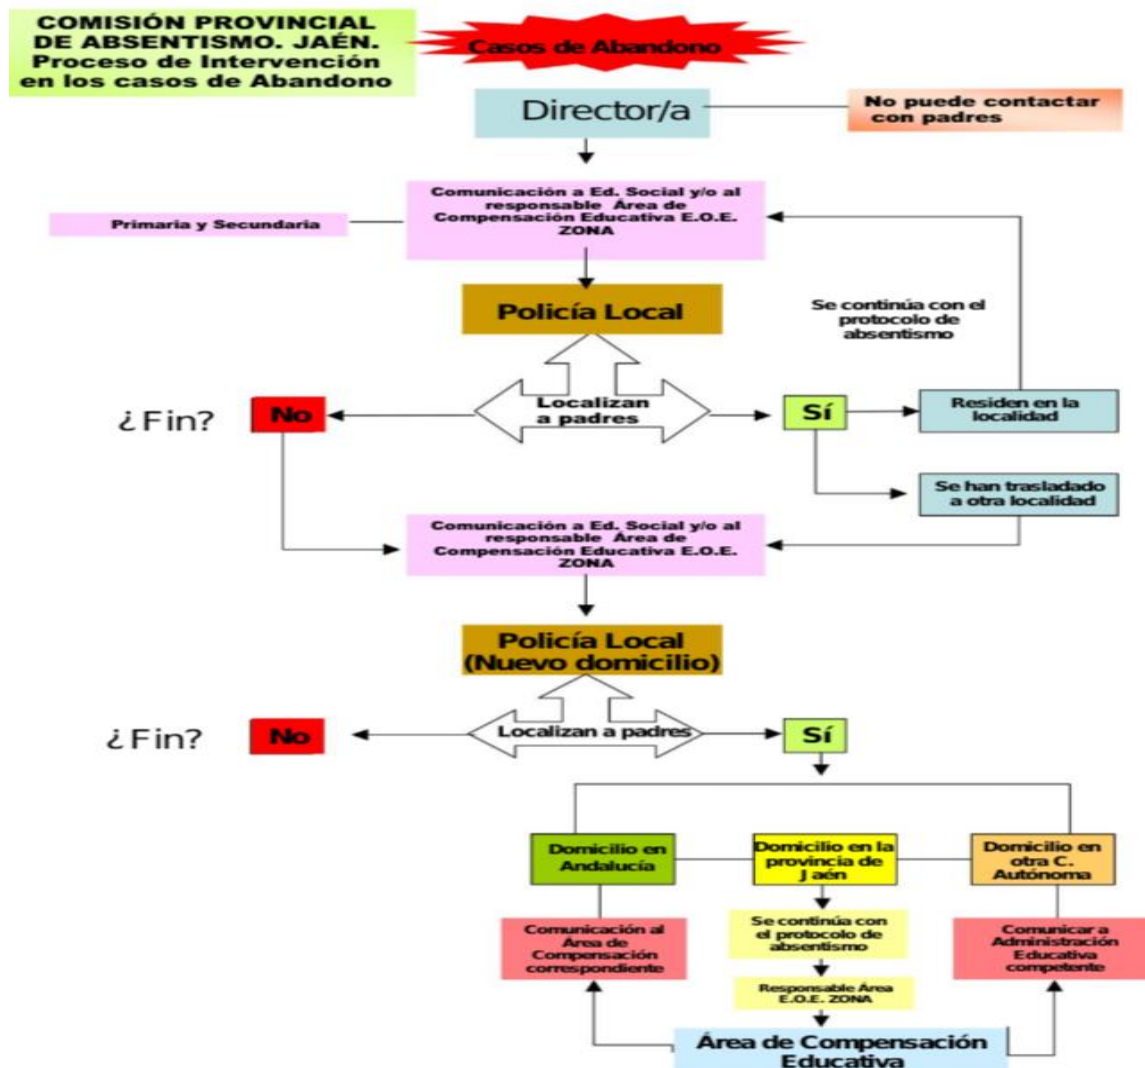 COMISIÓN PROVINCIAL
DE ABSENTISMO. JAÉN.
Proceso de Intervención
en los casos de Abandono
Casos de Abandono
Director/a
No puede contactar
con padres
Comunicación a Ed. Social y/o al
responsable Área de
Compensación Educativa E.O.E.
ZONA
Primaria y Secundaria
Policía Local
Se continúa con el
protocolo de
absentismo
¿Fin?
No
Localizan
a padres
Sí
Residen en la
localidad
Se han trasladado
a otra localidad
Comunicación a Ed. Social y/o al
responsable Área de
Compensación Educativa E.O.E.
ZONA
Policía Local
(Nuevo domicilio)
¿Fin?
No
Localizan a padres
Sí
Domicilio en
Andalucía
Domicilio en la
provincia de
Jaén
Domicilio en
otra C.
Autónoma
Comunicación al
Área de
Compensación
correspondiente
Se continúa con
el protocolo de
absentismo
Comunicar a
Administración
Educativa
competente
Responsable Área
E.O.E. ZONA
Área de Compensación
Educativa